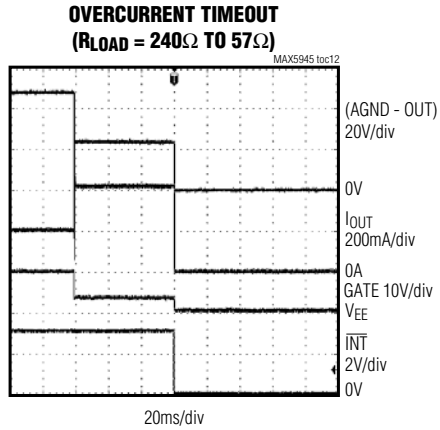 OVERCURRENT TIMEOUT
(RLOAD = 240Ω TO 57Ω)
MAX5945 toc12
(AGND - OUT)
20V/div
0V
IOUT
200mA/div
0A
GATE 10V/div
VEE
INT
2V/div
0V
20ms/div